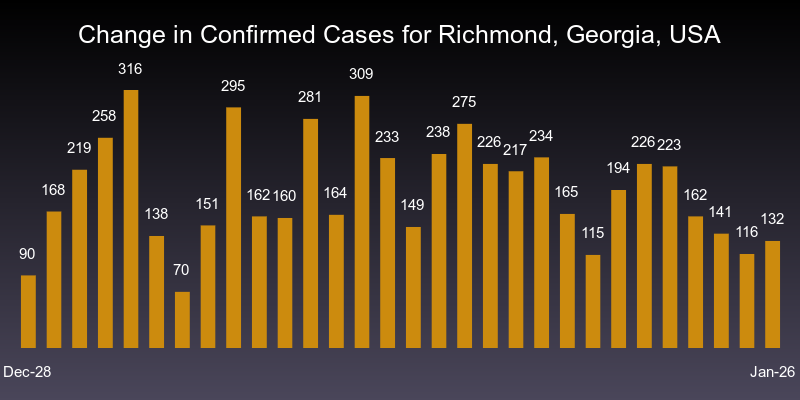 Change in Confirmed Cases for Richmond, Georgia, USA
90 168 219 258 316 138 70 151 295 162 160 281 164 309 233 149 238 275 226 217 234 165 115 194 226 223 162 141 116 132
Dec-28 Jan-26